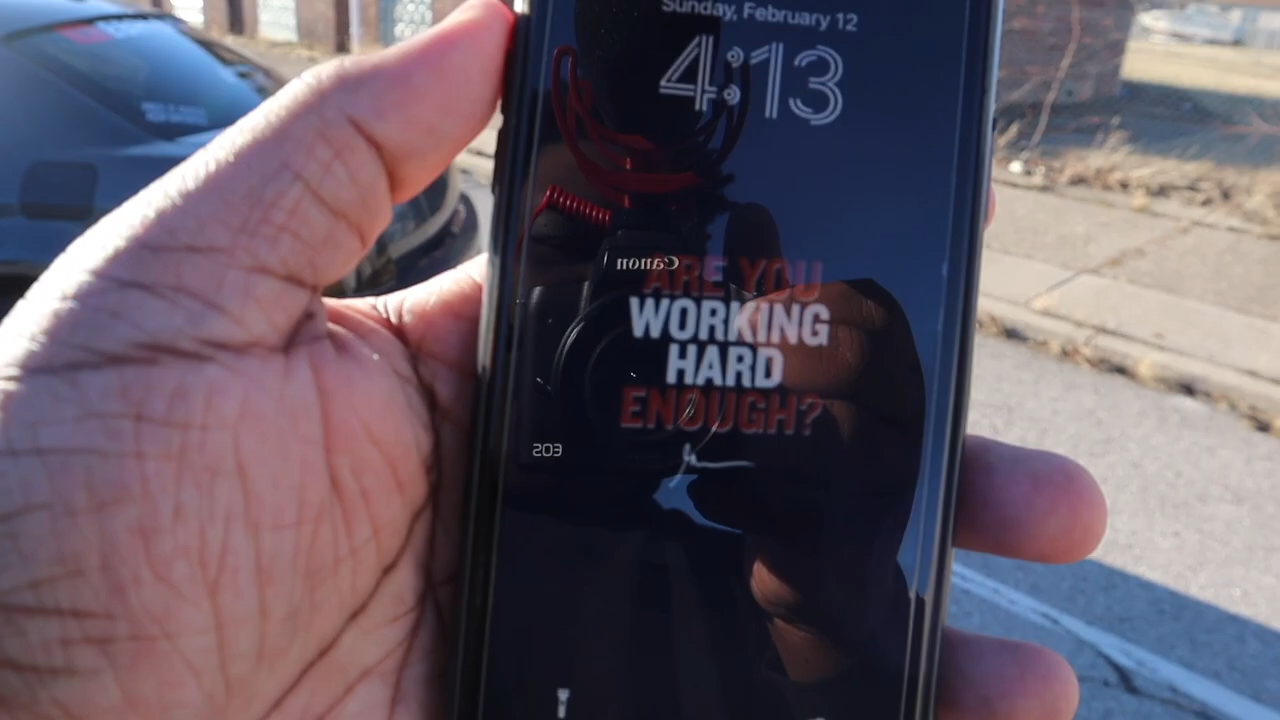 Sunday, February 12
4:13
Canon
ARE YOU
WORKING
HARD
ENOUGH?
203